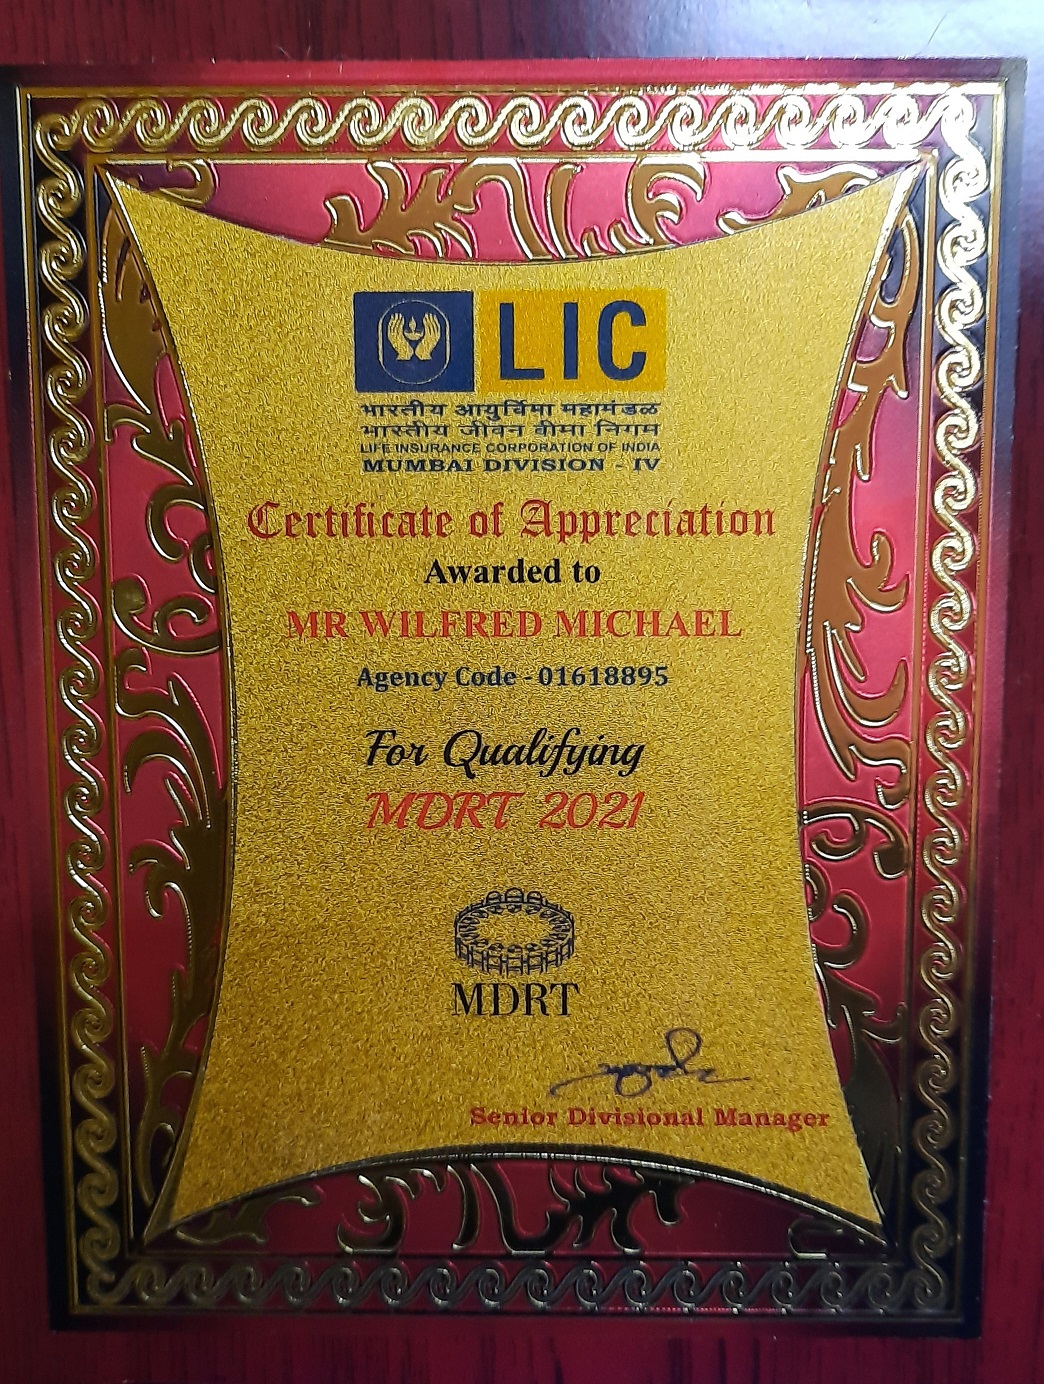 LIC
भारतीय आयुर्विमा महामंडळ
भारतीय जीवन बीमा निगम
LIFE INSURANCE CORPORATION OF INDIA
MUMBAI DIVISION - IV
Certificate of Appreciation
Awarded to
MR WILFRED MICHAEL
Agency Code - 01618895
For Qualifying
MDRT 2021
MDRT
Senior Divisional Manager